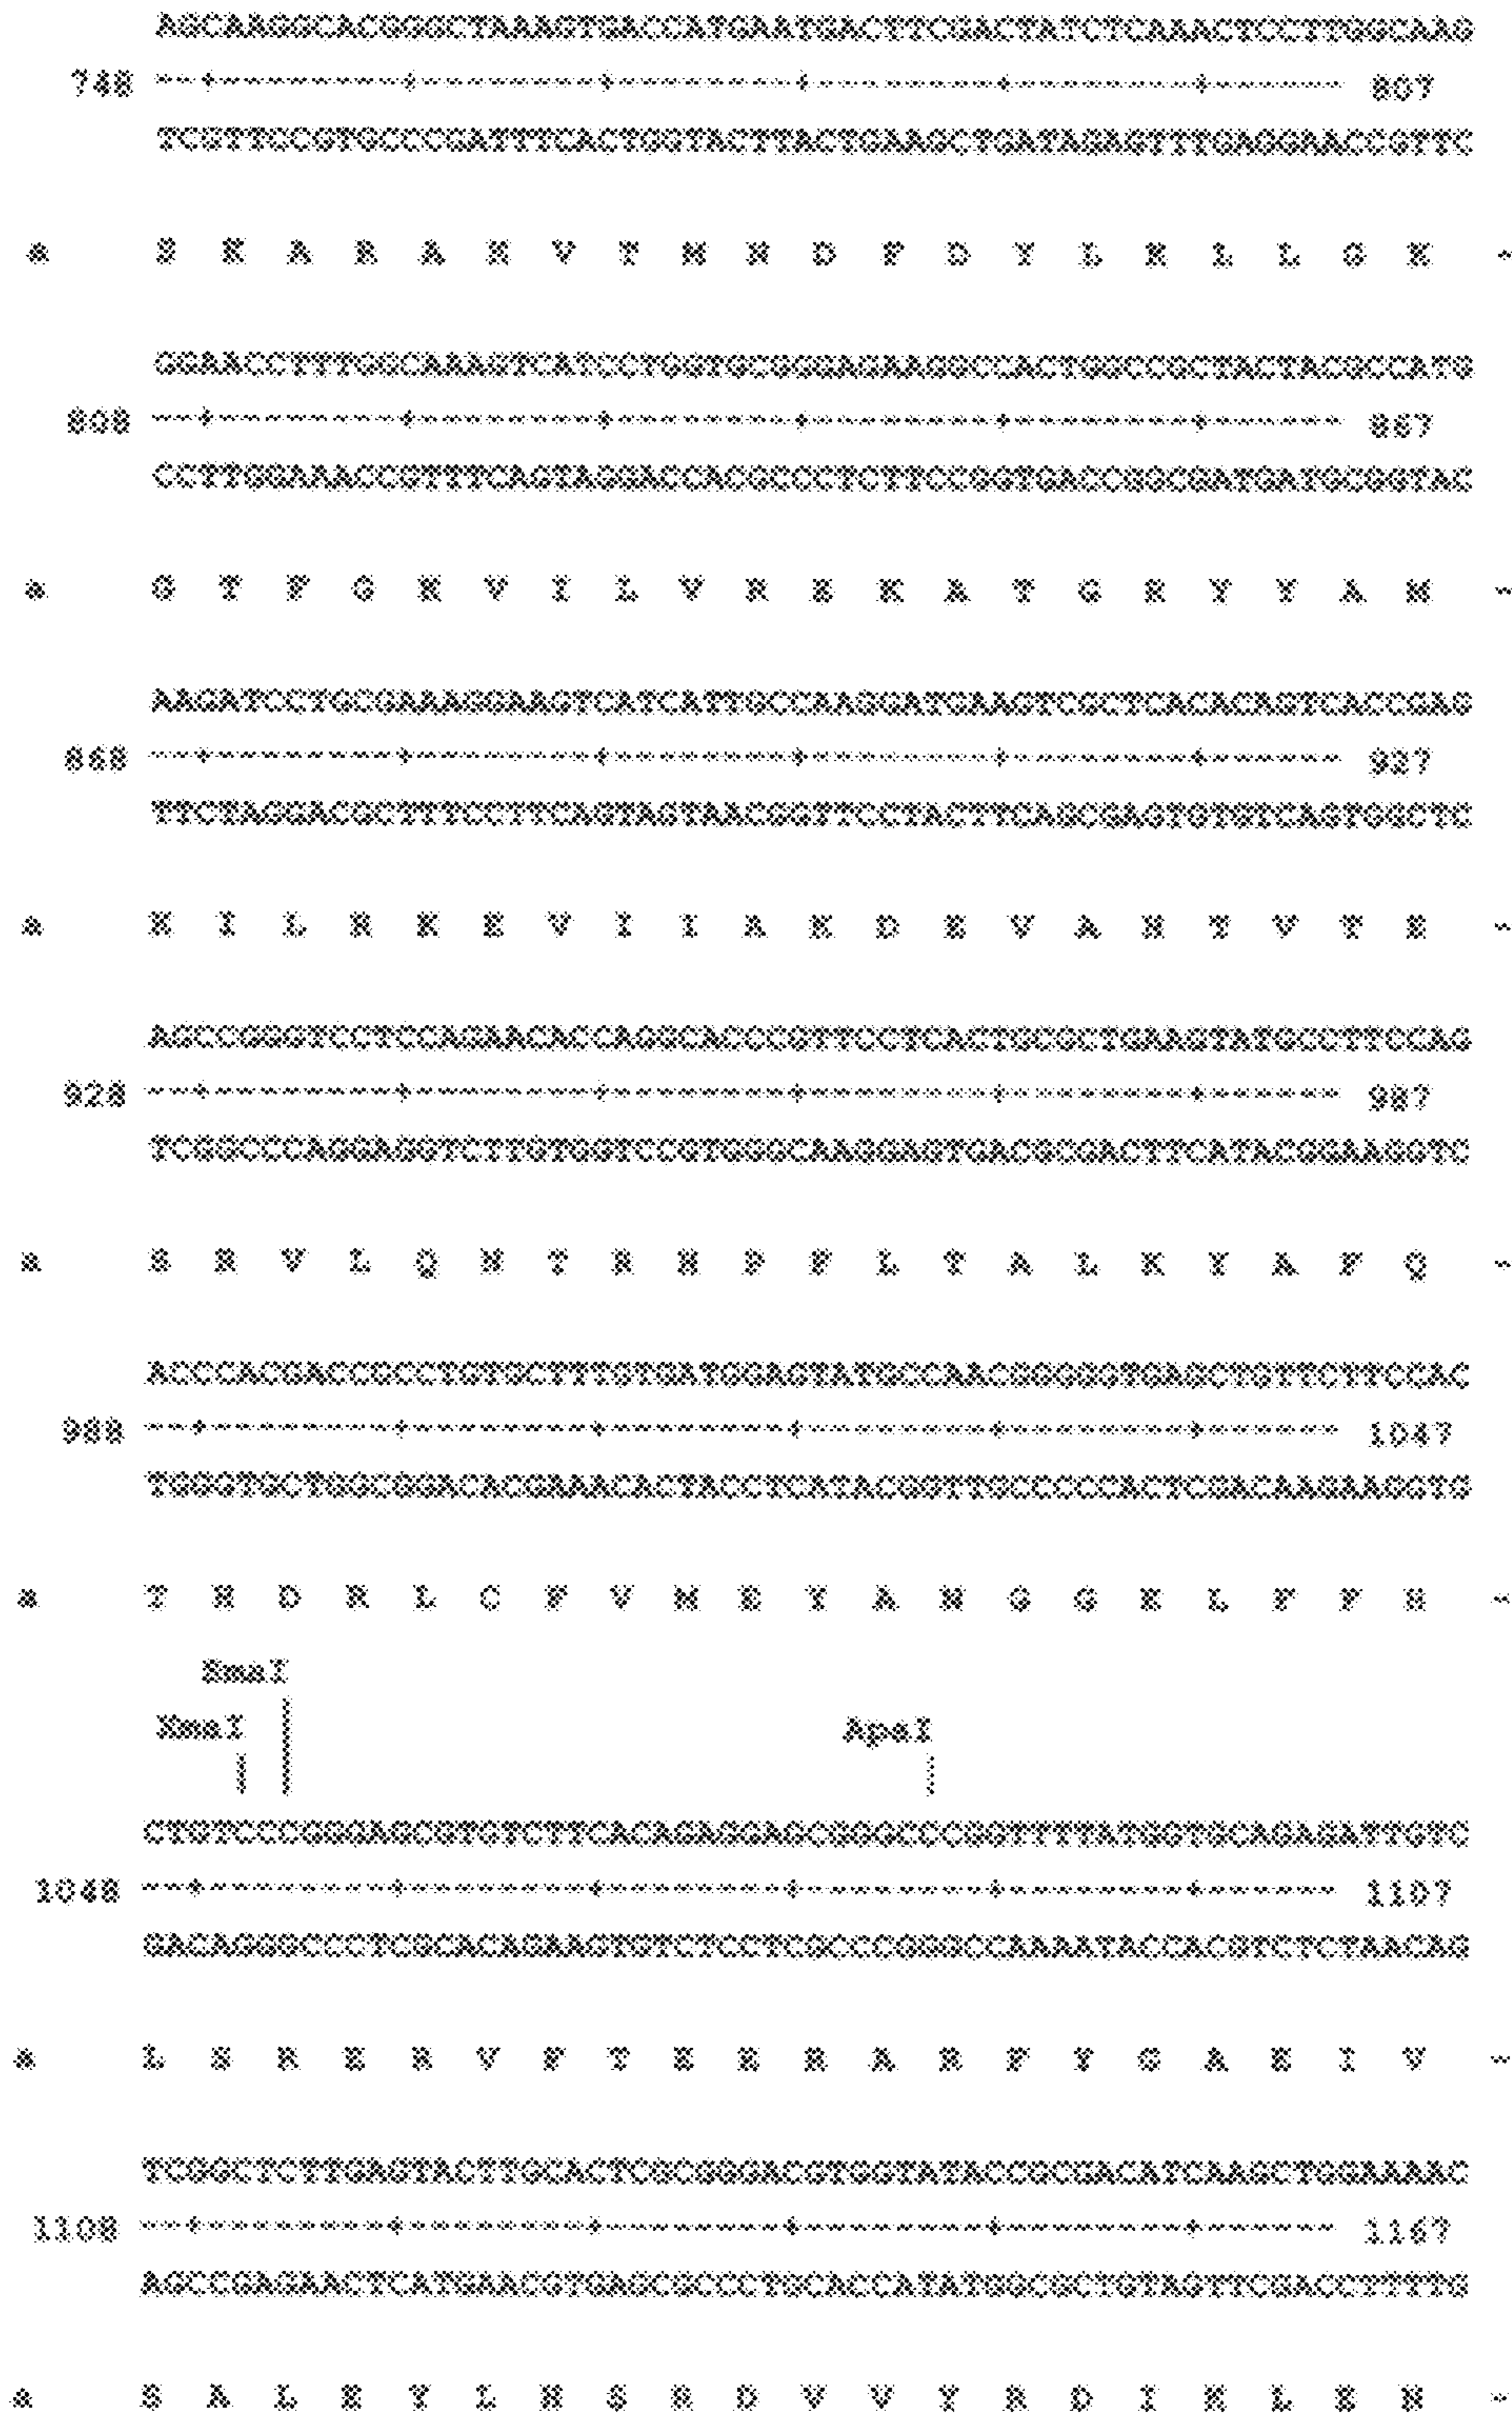 AGCAAGGCACGGGCTAAAGTGACCATGAATGACTTCGACTATCTCAAACTCCTTGGCAAG
748 --+---------+---------+---------+---------+---------+------- 807
TCGTTCCGTGCCCGATTTCACTGGTACTTACTGAAGCTGATAGAGTTTGAGGAACCGTTC
a S K A R A K V T M N D F D Y L K L L G K -
GGAACCTTTGGCAAAGTCATCCTGGTGCGGGAGAAGGCCACTGGCCGCTACTACGCCATG
808 --+---------+---------+---------+---------+---------+------- 867
CCTTGGAAACCGTTTCAGTAGGACCACGCCCTCTTCCGGTGACCGGCGATGATGCGGTAC
a G T F G K V I L V R E K A T G R Y Y A M -
AAGATCCTGCGAAAGGAAGTCATCATTGCCAAGGATGAAGTCGCTCACACAGTCACCGAG
868 --+---------+---------+---------+---------+---------+------- 927
TTCTAGGACGCTTTCCTTCAGTAGTAACGGTTCCTACTTCAGCGAGTGTGTCAGTGGCTC
a K I L R K E V I I A K D E V A H T V T E -
AGCCGGGTCCTCCAGAACACCAGGCACCCGTTCCTCACTGCGCTGAAGTATGCCTTCCAG
928 --+---------+---------+---------+---------+---------+------- 987
TCGGCCCAGGAGGTCTTGTGGTCCGTGGGCAAGGAGTGACGCGACTTCATACGGAAGGTC
a S R V L Q N T R H P F L T A L K Y A F Q -
ACCCACGACCGCCTGTGCTTTGTGATGGAGTATGCCAACGGGGGTGAGCTGTTCTTCCAC
988 --+---------+---------+---------+---------+---------+------- 1047
TGGGTGCTGGCGGACACGAAACACTACCTCATACGGTTGCCCCCACTCGACAAGAAGGTG
a T H D R L C F V M E Y A N G G E L F F H -
SmaI
XmaI ApaI
CTGTCCCGGGAGCGTGTCTTCACAGAGGAGCGGGCCCGGTTTTATGGTGCAGAGATTGTC
1048 --+---------+---------+---------+---------+---------+------- 1107
GACAGGGCCCTCGCACAGAAGTGTCTCCTCGCCCGGGCCAAAATACCACGTCTCTAACAG
a L S R E R V F T E E R A R F Y G A E I V -
TCGGCTCTTGAGTACTTGCACTCGCGGGACGTGGTATACCGCGACATCAAGCTGGAAAAC
1108 --+---------+---------+---------+---------+---------+------- 1167
AGCCGAGAACTCATGAACGTGAGCGCCCTGCACCATATGGCGCTGTAGTTCGACCTTTTG
a S A L E Y L H S R D V V Y R D I K L E N -